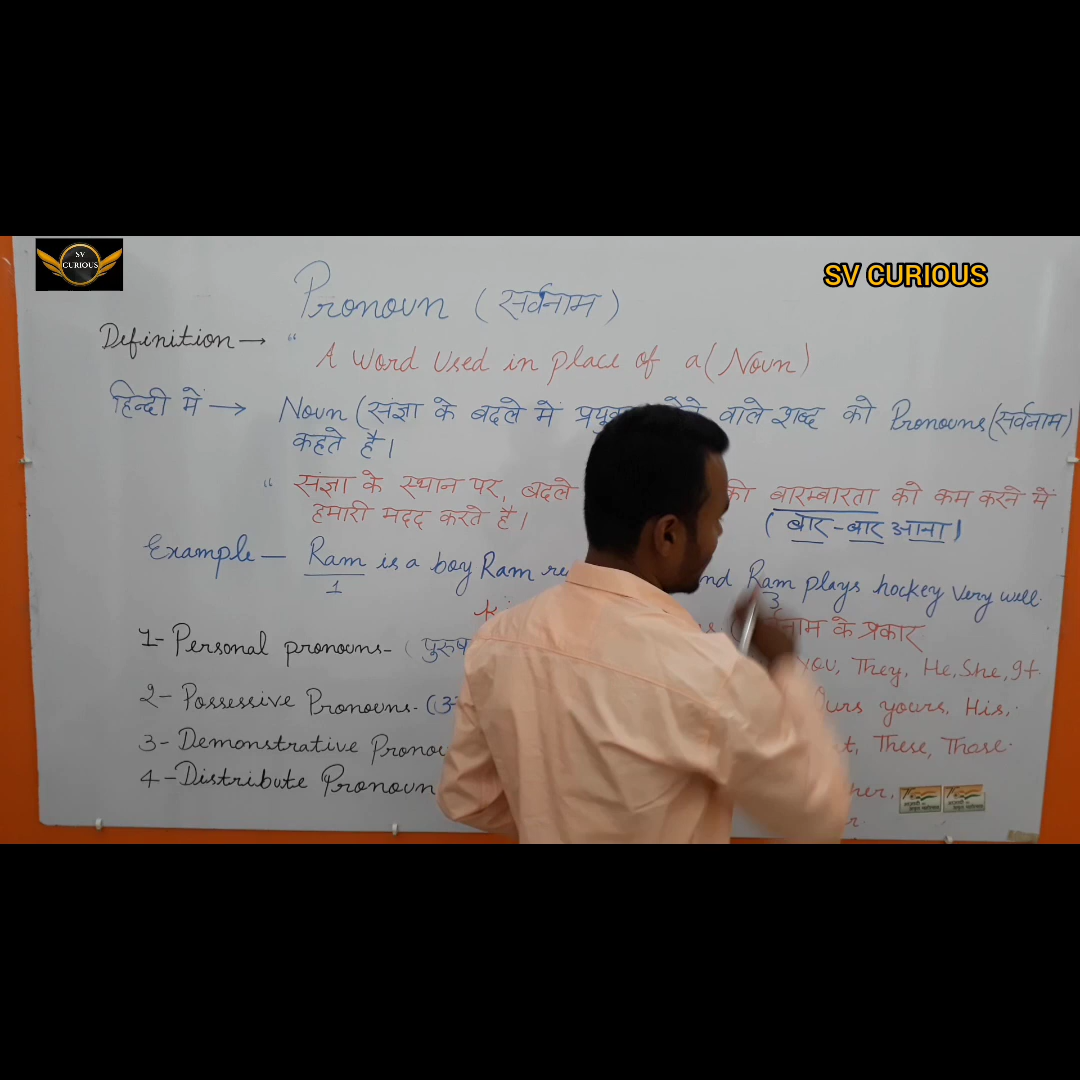 SV CURIOUS
SV CURIOUS
Pronoun (सर्वनाम)
Definition → "
A word used in place of a (Noun)
हिन्दी में → Noun (संज्ञा के बदले में वाले शब्द को Pronouns (सर्वनाम)
कहते है।
" संज्ञा के स्थान पर, बदले की बारम्बारता को कम करने में
हमारी मदद करते है।
(बार-बार आना)
Example — Ram is a boy Ram Ram plays hockey very well.
1 3
के प्रकार
1- Personal pronouns- (पुरुष you, They, He, She, It.
2- Possessive Pronouns- Ours yours, His,
3- Demonstrative These, Those.
4- Distribute Pronoun